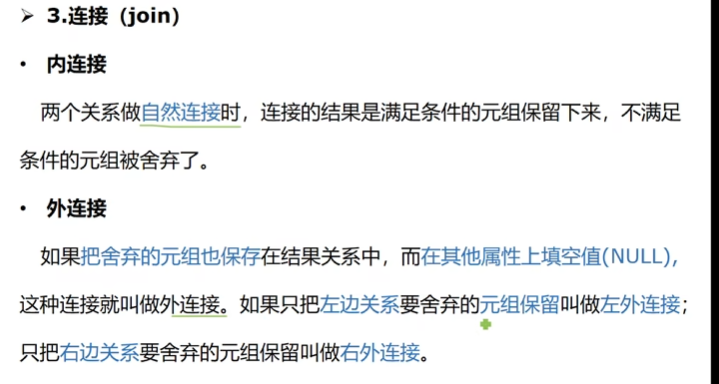 ➢ 3.连接（join）
• 内连接
两个关系做自然连接时，连接的结果是满足条件的元组保留下来，不满足
条件的元组被舍弃了。
• 外连接
如果把舍弃的元组也保存在结果关系中，而在其他属性上填空值(NULL)，
这种连接就叫做外连接。如果只把左边关系要舍弃的元组保留叫做左外连接；
只把右边关系要舍弃的元组保留叫做右外连接。